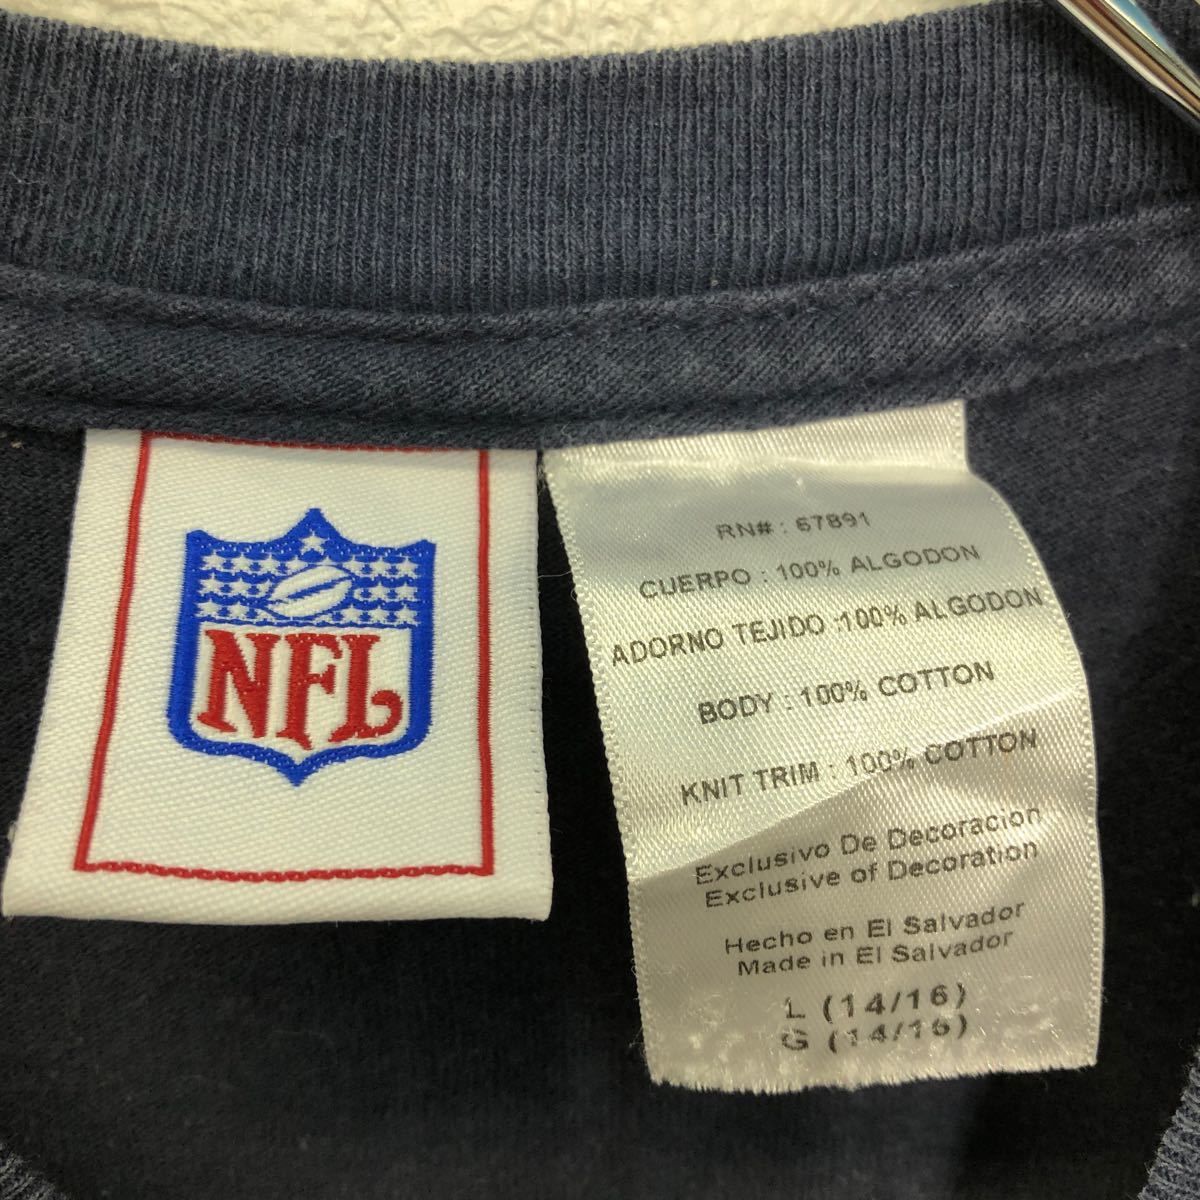 NFL
RN# : 67891
CUERPO : 100% ALGODON
ADORNO TEJIDO :100% ALGODON
BODY : 100% COTTON
KNIT TRIM : 100% COTTON
Exclusivo De Decoracion
Exclusive of Decoration
Hecho en El Salvador
Made in El Salvador
L (14/16)
G (14/16)